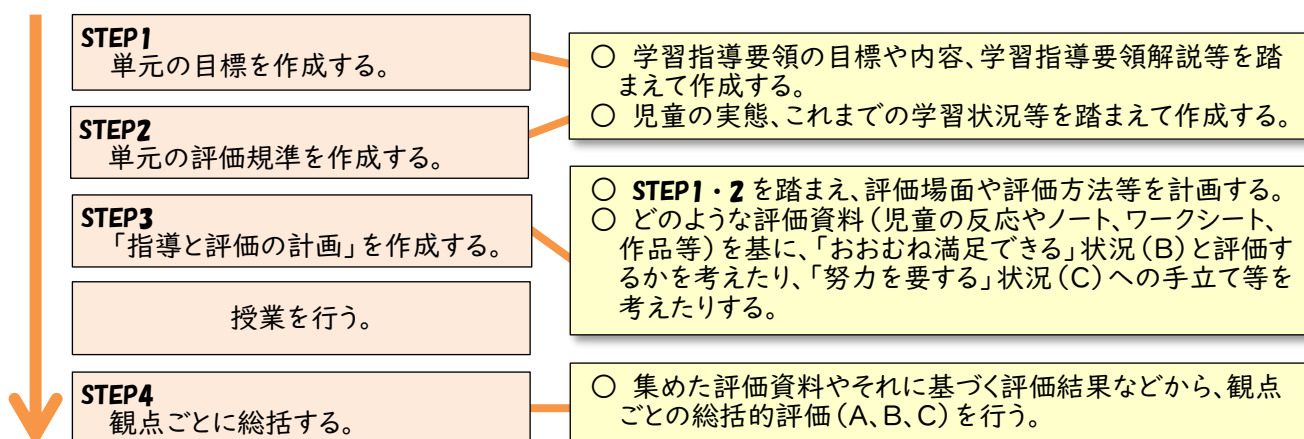 STEP1
単元の目標を作成する。
○ 学習指導要領の目標や内容、学習指導要領解説等を踏
まえて作成する。
○ 児童の実態、これまでの学習状況等を踏まえて作成する。
STEP2
単元の評価規準を作成する。
STEP3
「指導と評価の計画」を作成する。
○ STEP1・2を踏まえ、評価場面や評価方法等を計画する。
○ どのような評価資料(児童の反応やノート、ワークシート、
作品等)を基に、「おおむね満足できる」状況(B)と評価す
るかを考えたり、「努力を要する」状況(C)への手立て等を
考えたりする。
授業を行う。
STEP4
観点ごとに総括する。
○ 集めた評価資料やそれに基づく評価結果などから、観点
ごとの総括的評価(A、B、C)を行う。